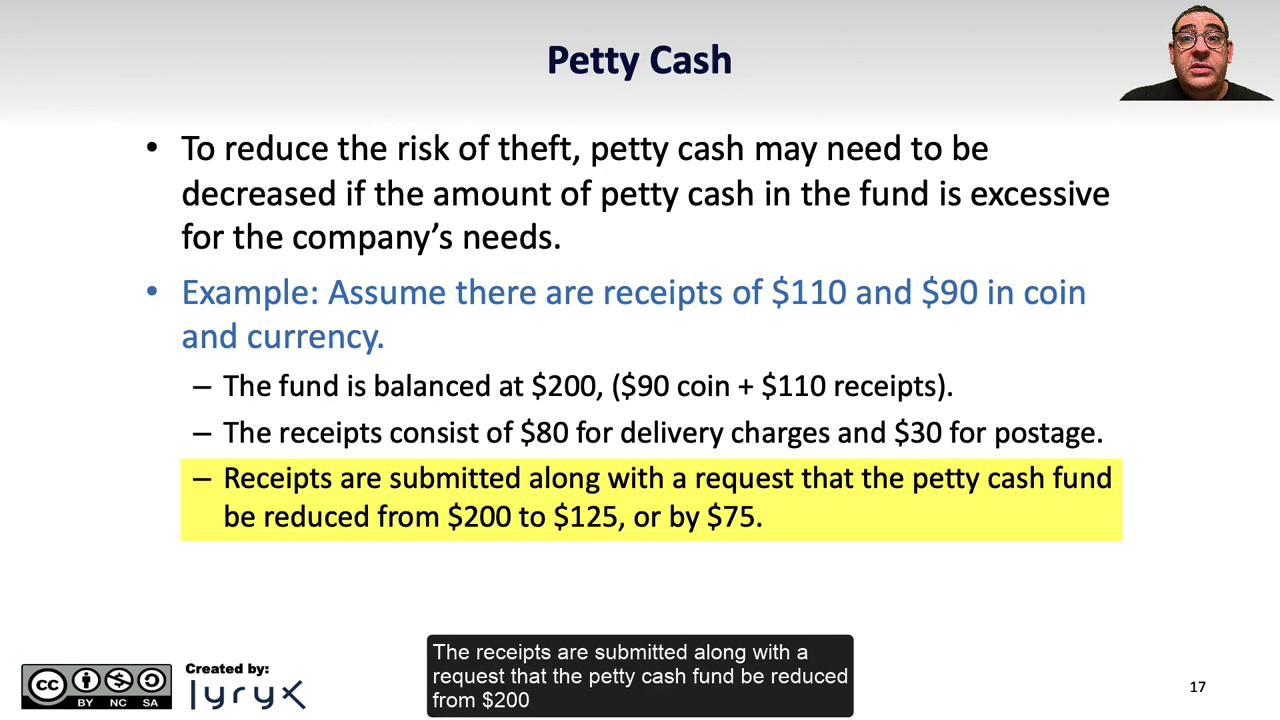 Petty Cash
• To reduce the risk of theft, petty cash may need to be
decreased if the amount of petty cash in the fund is excessive
for the company’s needs.
• Example: Assume there are receipts of $110 and $90 in coin
and currency.
– The fund is balanced at $200, ($90 coin + $110 receipts).
– The receipts consist of $80 for delivery charges and $30 for postage.
– Receipts are submitted along with a request that the petty cash fund
be reduced from $200 to $125, or by $75.
The receipts are submitted along with a
request that the petty cash fund be reduced
from $200
cc
BY NC SA
Created by:
lyryx
17